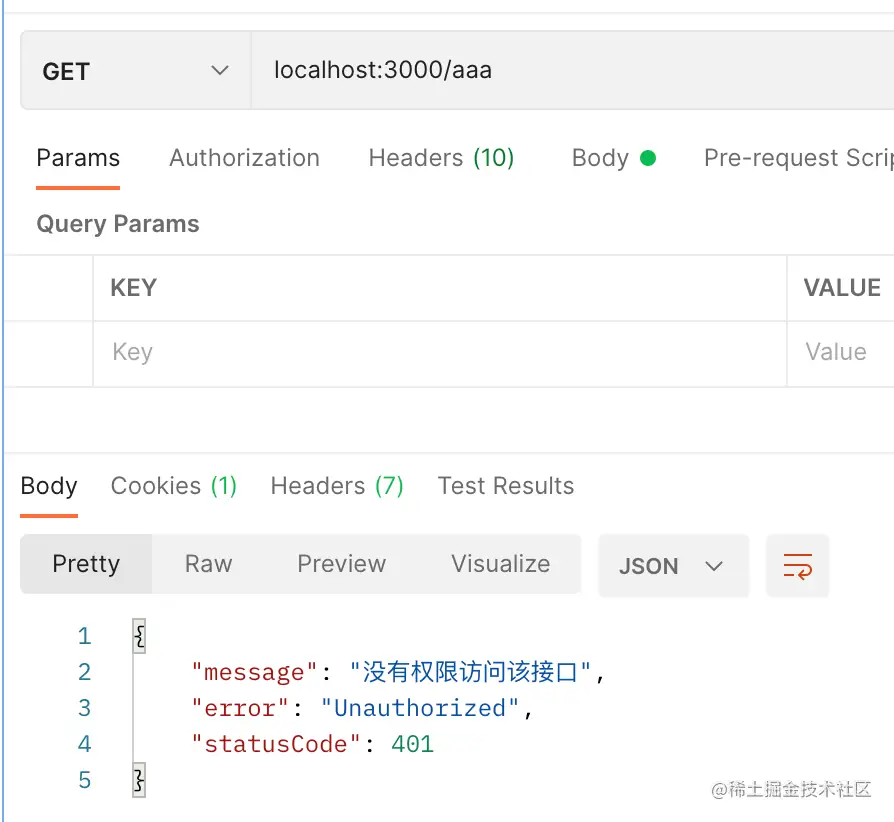 GET localhost:3000/aaa
Params Authorization Headers (10) Body Pre-request Scri
Query Params
KEY VALUE
Key Value
Body Cookies (1) Headers (7) Test Results
Pretty Raw Preview Visualize JSON
1 {
2 "message": "没有权限访问该接口",
3 "error": "Unauthorized",
4 "statusCode": 401
5 }
@稀土掘金技术社区